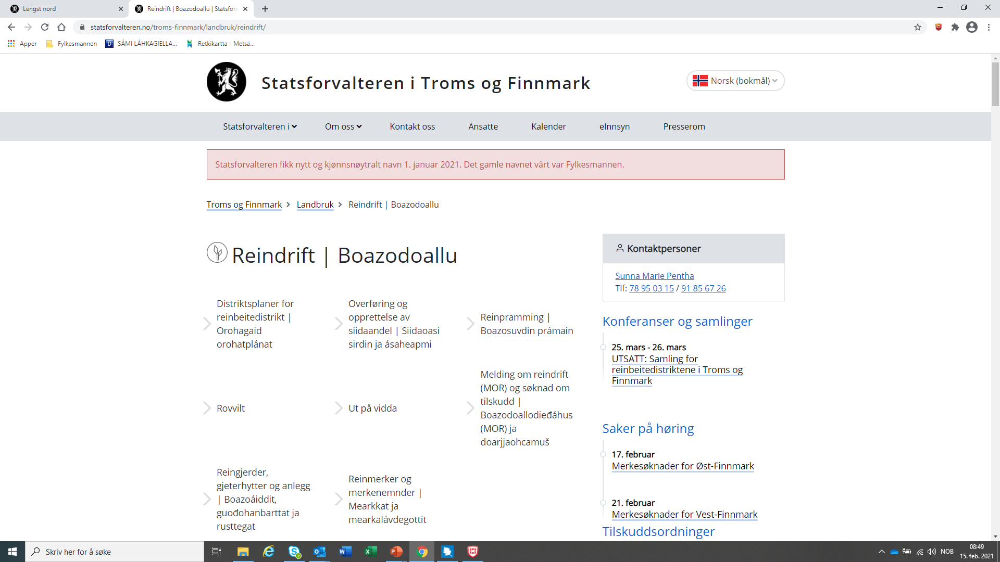 Lengst nord
Reindrift | Boazodoallu | Statsforv
statsforvalteren.no/troms-finnmark/landbruk/reindrift/
Apper
Fylkesmannen
SÁMI LÁHKAGIELLA...
Retkikartta - Metsä...
Statsforvalteren i Troms og Finnmark
Norsk (bokmål)
Statsforvalteren i
Om oss
Kontakt oss
Ansatte
Kalender
eInnsyn
Presserom
Statsforvalteren fikk nytt og kjønnsnøytralt navn 1. januar 2021. Det gamle navnet vårt var Fylkesmannen.
Troms og Finnmark > Landbruk > Reindrift | Boazodoallu
Reindrift | Boazodoallu
Distriktsplaner for
reinbeitedistrikt |
Orohagaid
orohatplánat
Overføring og
opprettelse av
siidaandel | Siidaoasi
sirdin ja ásaheapmi
Reinpramming |
Boazosuvdin prámain
Rovvilt
Ut på vidda
Melding om reindrift
(MOR) og søknad om
tilskudd |
Boazodoallodieđáhus
(MOR) ja
doarjjaohcamuš
Reingjerder,
gjeterhytter og anlegg
| Boazoáiddit,
guođohanbarttat ja
rusttegat
Reinmerker og
merkenemnder |
Mearkkat ja
mearkalávdegottit
Kontaktpersoner
Sunna Marie Pentha
Tlf: 78 95 03 15 / 91 85 67 26
Konferanser og samlinger
25. mars - 26. mars
UTSATT: Samling for
reinbeitedistriktene i Troms og
Finnmark
Saker på høring
17. februar
Merkesøknader for Øst-Finnmark
21. februar
Merkesøknader for Vest-Finnmark
Tilskuddsordninger
Skriv her for å søke
NOB
08:49
15. feb. 2021